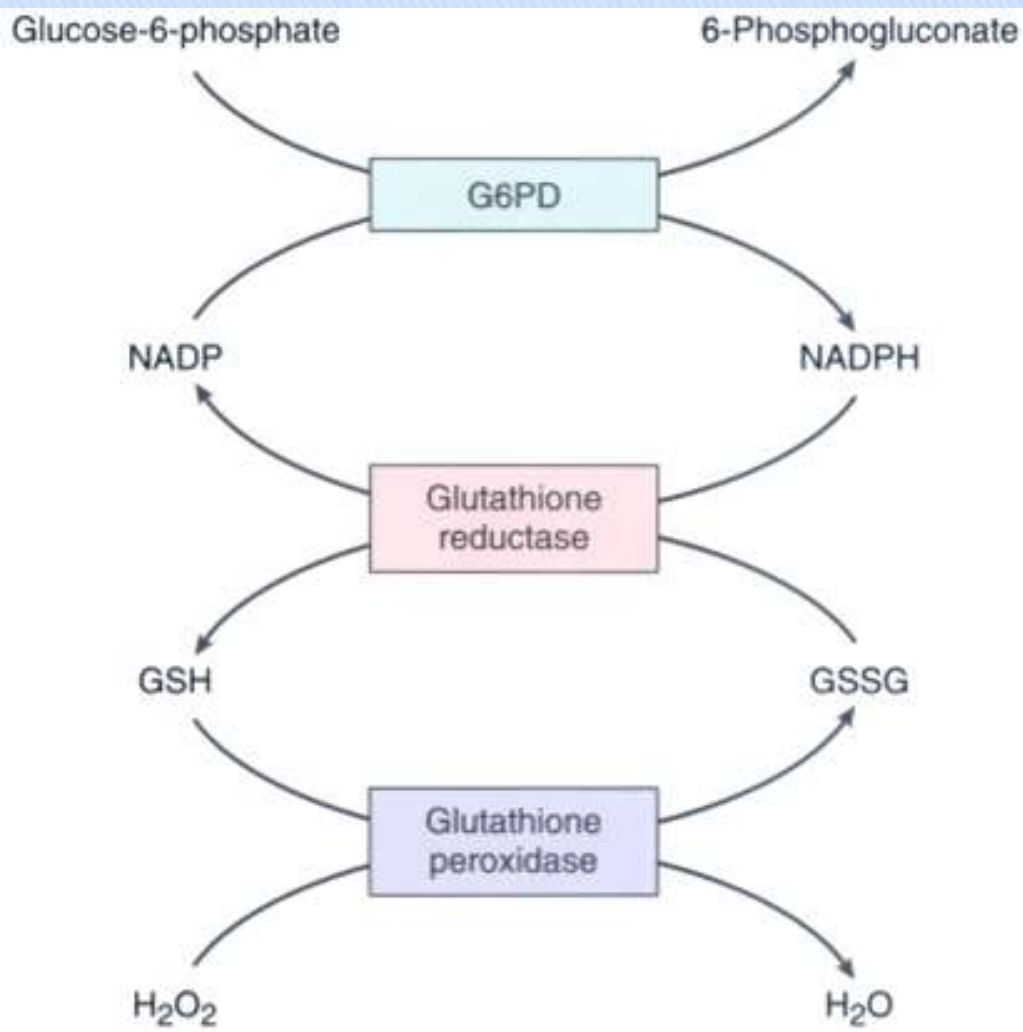 Glucose-6-phosphate
6-Phosphogluconate
G6PD
NADP
NADPH
Glutathione
reductase
GSH
GSSG
Glutathione
peroxidase
H₂O₂
H₂O